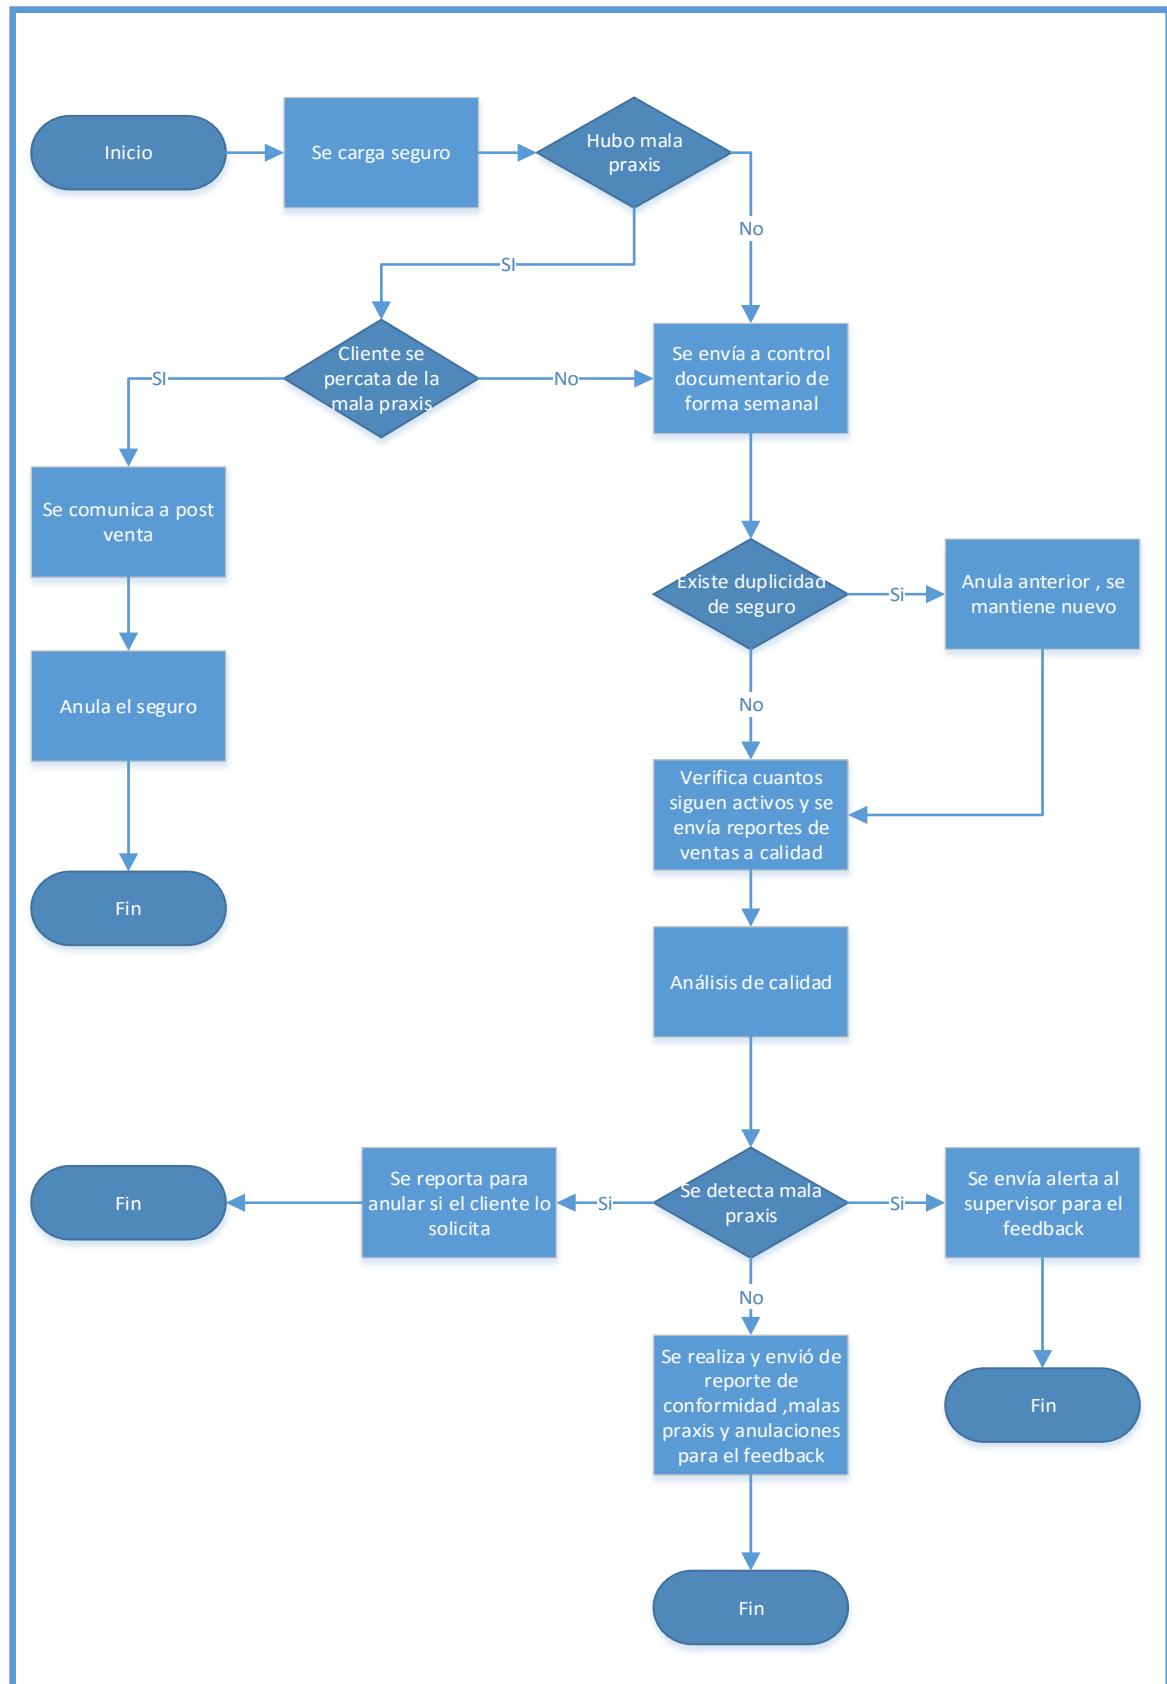 Inicio
Se carga seguro
Hubo mala
praxis
No
SI
Cliente se
percata de la
mala praxis
SI
No
Se envía a control
documentario de
forma semanal
Se comunica a post
venta
Existe duplicidad
de seguro
Si
Anula anterior , se
mantiene nuevo
Anula el seguro
No
Verifica cuantos
siguen activos y se
envía reportes de
ventas a calidad
Fin
Análisis de calidad
Fin
Se reporta para
anular si el cliente lo
solicita
Si
Se detecta mala
praxis
Si
Se envía alerta al
supervisor para el
feedback
No
Se realiza y envió de
reporte de
conformidad ,malas
praxis y anulaciones
para el feedback
Fin
Fin